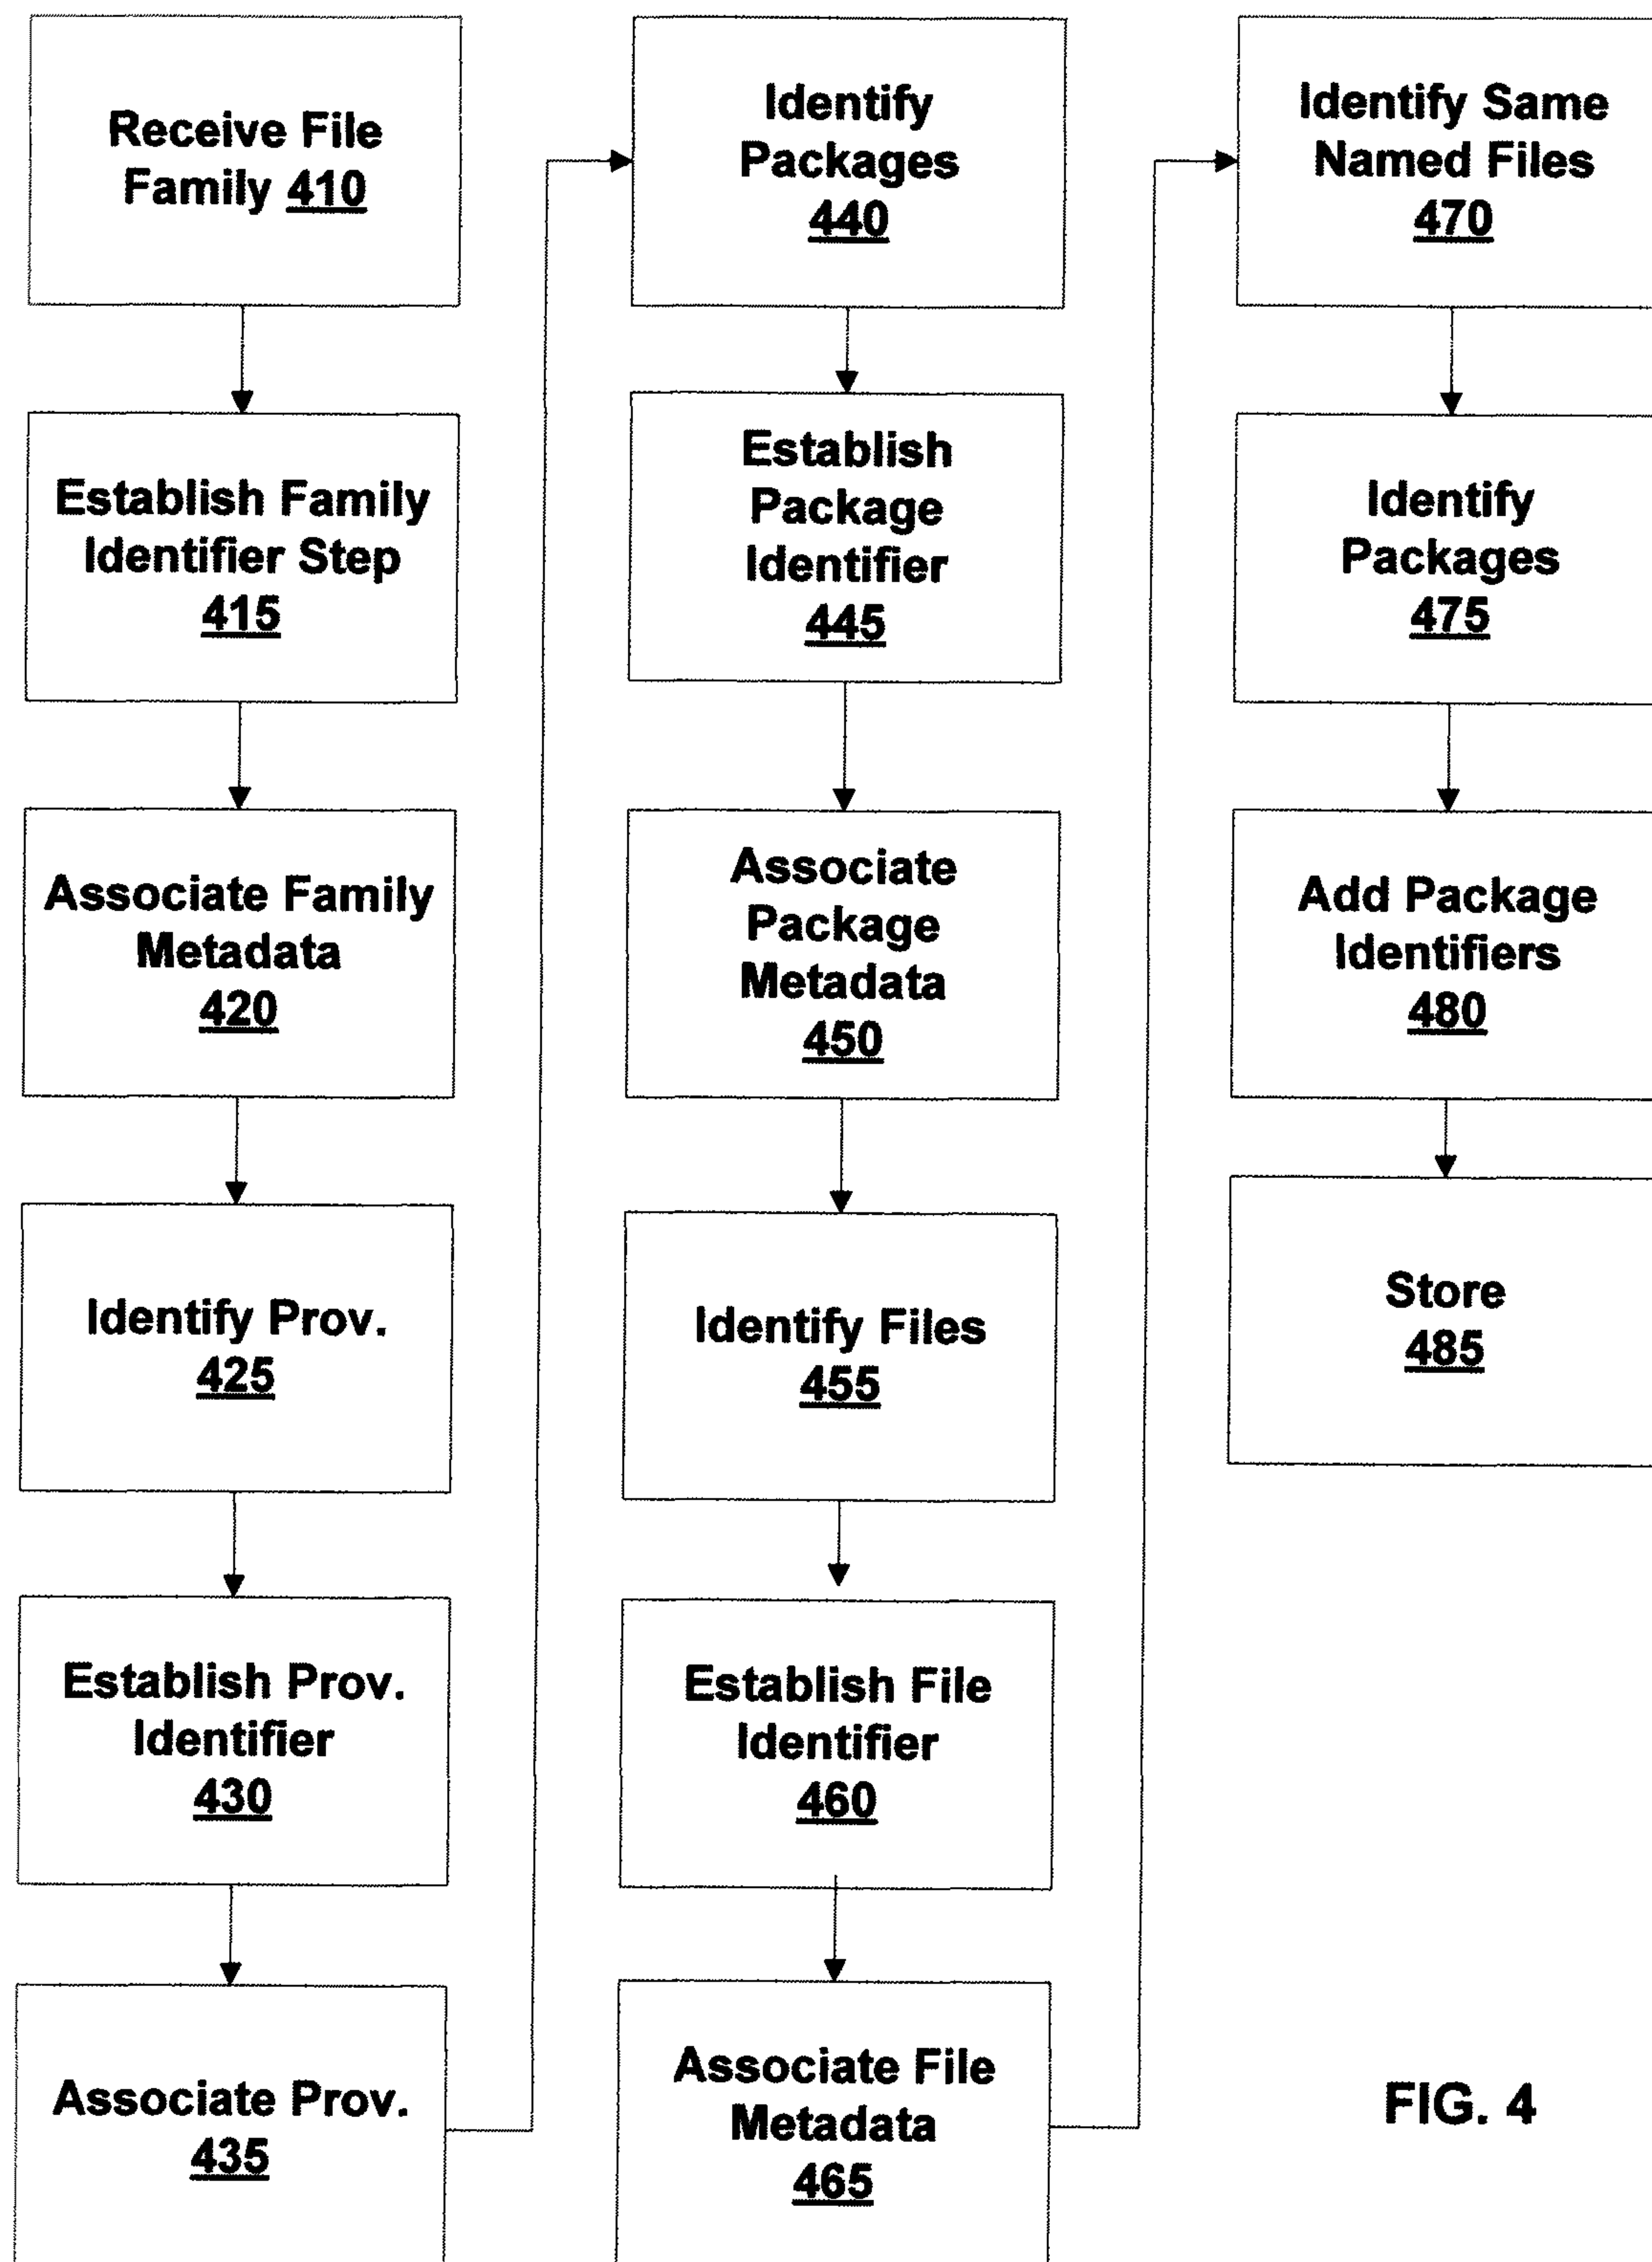 Receive File
Family 410
Establish Family
Identifier Step
415
Associate Family
Metadata
420
Identify Prov.
425
Establish Prov.
Identifier
430
Associate Prov.
435
Identify
Packages
440
Establish
Package
Identifier
445
Associate
Package
Metadata
450
Identify Files
455
Establish File
Identifier
460
Associate File
Metadata
465
Identify Same
Named Files
470
Identify
Packages
475
Add Package
Identifiers
480
Store
485
FIG. 4